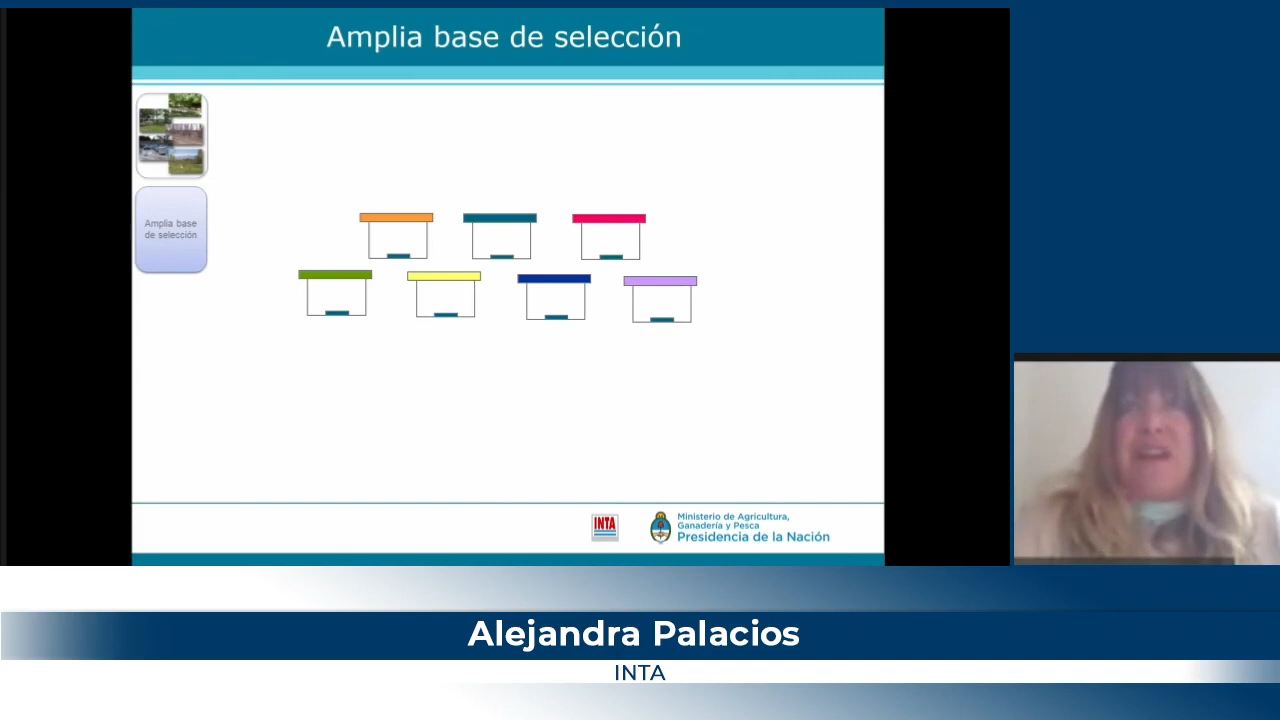 Amplia base de selección
Amplia base
de selección
INTA
Ministerio de Agricultura,
Ganadería y Pesca
Presidencia de la Nación
Alejandra Palacios
INTA